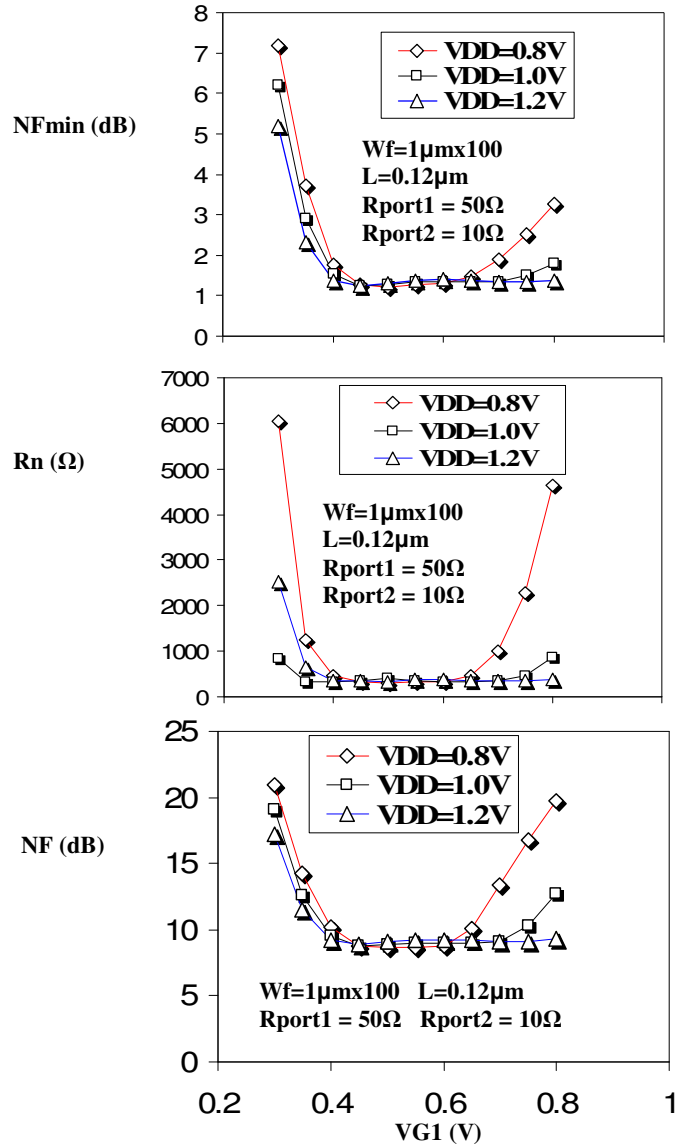 8
7
6
5
4
3
2
1
0
NFmin (dB)
VDD=0.8V
VDD=1.0V
VDD=1.2V
Wf=1µmx100
L=0.12µm
Rport1 = 50Ω
Rport2 = 10Ω
7000
6000
5000
4000
3000
2000
1000
0
Rn (Ω)
VDD=0.8V
VDD=1.0V
VDD=1.2V
Wf=1µmx100
L=0.12µm
Rport1 = 50Ω
Rport2 = 10Ω
25
20
15
10
5
0
NF (dB)
VDD=0.8V
VDD=1.0V
VDD=1.2V
Wf=1µmx100 L=0.12µm
Rport1 = 50Ω Rport2 = 10Ω
0.2 0.4 0.6 0.8 1
VG1 (V)